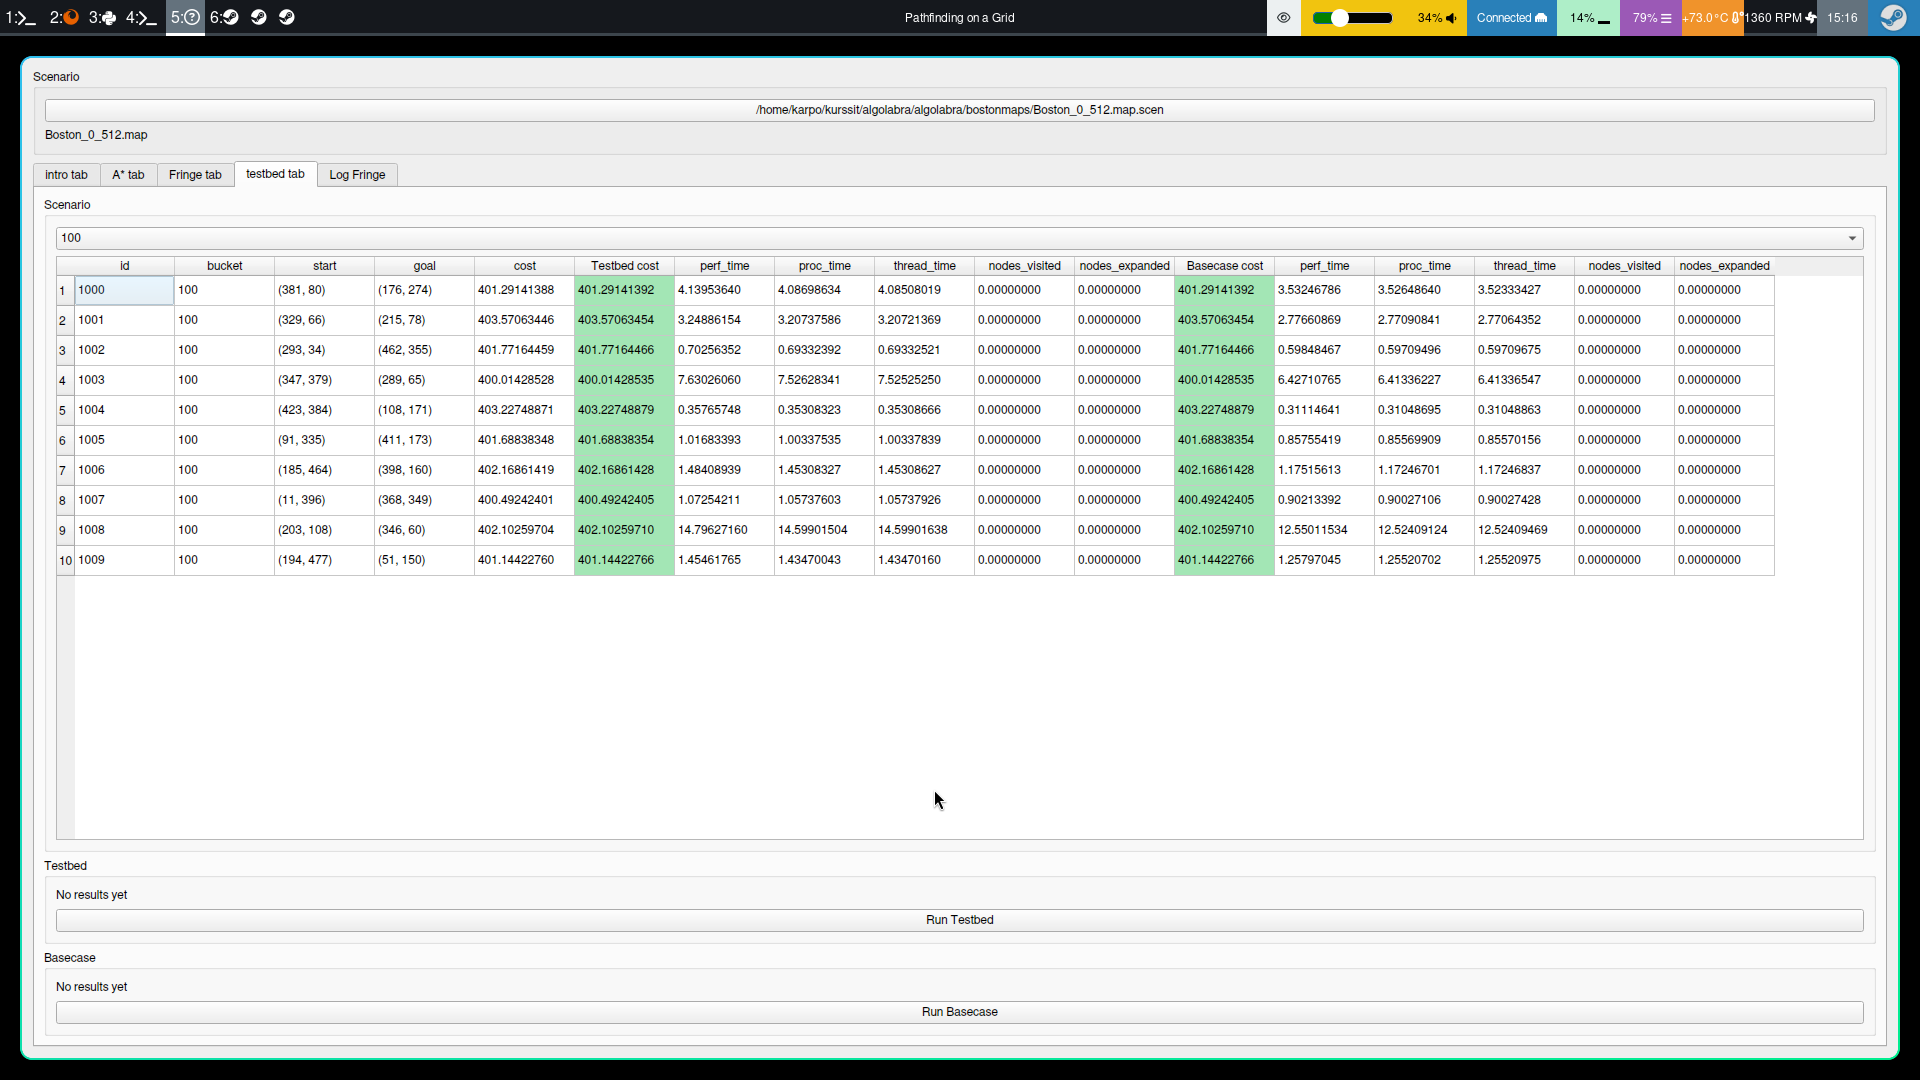 1: 2: 3: 4: 5: 6: Pathfinding on a Grid 34% Connected 14% 79% +73.0°C 1360 RPM 15:16
Scenario
/home/karpo/kurssit/algolabra/algolabra/bostonmaps/Boston_0_512.map.scen
Boston_0_512.map
intro tab A* tab Fringe tab testbed tab Log Fringe
Scenario
100
id bucket start goal cost Testbed cost perf_time proc_time thread_time nodes_visited nodes_expanded Basecase cost perf_time proc_time thread_time nodes_visited nodes_expanded
1 1000 100 (381, 80) (176, 274) 401.29141388 401.29141392 4.13953640 4.08698634 4.08508019 0.00000000 0.00000000 401.29141392 3.53246786 3.52648640 3.52333427 0.00000000 0.00000000
2 1001 100 (329, 66) (215, 78) 403.57063446 403.57063454 3.24886154 3.20737586 3.20721369 0.00000000 0.00000000 403.57063454 2.77660869 2.77090841 2.77064352 0.00000000 0.00000000
3 1002 100 (293, 34) (462, 355) 401.77164459 401.77164466 0.70256352 0.69332392 0.69332521 0.00000000 0.00000000 401.77164466 0.59848467 0.59709496 0.59709675 0.00000000 0.00000000
4 1003 100 (347, 379) (289, 65) 400.01428528 400.01428535 7.63026060 7.52628341 7.52525250 0.00000000 0.00000000 400.01428535 6.42710765 6.41336227 6.41336547 0.00000000 0.00000000
5 1004 100 (423, 384) (108, 171) 403.22748871 403.22748879 0.35765748 0.35308323 0.35308666 0.00000000 0.00000000 403.22748879 0.31114641 0.31048695 0.31048863 0.00000000 0.00000000
6 1005 100 (91, 335) (411, 173) 401.68838348 401.68838354 1.01683393 1.00337535 1.00337839 0.00000000 0.00000000 401.68838354 0.85755419 0.85569909 0.85570156 0.00000000 0.00000000
7 1006 100 (185, 464) (398, 160) 402.16861419 402.16861428 1.48408939 1.45308327 1.45308627 0.00000000 0.00000000 402.16861428 1.17515613 1.17246701 1.17246837 0.00000000 0.00000000
8 1007 100 (11, 396) (368, 349) 400.49242401 400.49242405 1.07254211 1.05737603 1.05737926 0.00000000 0.00000000 400.49242405 0.90213392 0.90027106 0.90027428 0.00000000 0.00000000
9 1008 100 (203, 108) (346, 60) 402.10259704 402.10259710 14.79627160 14.59901504 14.59901638 0.00000000 0.00000000 402.10259710 12.55011534 12.52409124 12.52409469 0.00000000 0.00000000
10 1009 100 (194, 477) (51, 150) 401.14422760 401.14422766 1.45461765 1.43470043 1.43470160 0.00000000 0.00000000 401.14422766 1.25797045 1.25520702 1.25520975 0.00000000 0.00000000
Testbed
No results yet
Run Testbed
Basecase
No results yet
Run Basecase